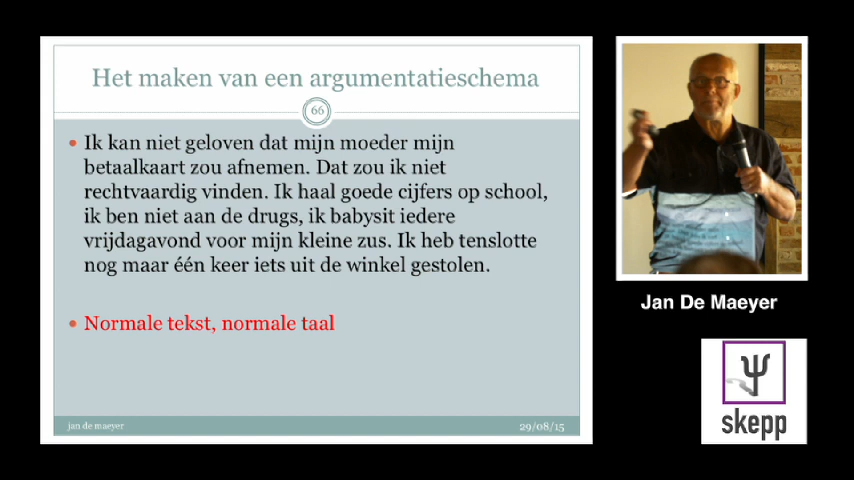 Het maken van een argumentatieschema
66
Ik kan niet geloven dat mijn moeder mijn
betaalkaart zou afnemen. Dat zou ik niet
rechtvaardig vinden. Ik haal goede cijfers op school,
ik ben niet aan de drugs, ik babysit iedere
vrijdagavond voor mijn kleine zus. Ik heb tenslotte
nog maar één keer iets uit de winkel gestolen.
Normale tekst, normale taal
jan de maeyer
29/08/15
Jan De Maeyer
skepp